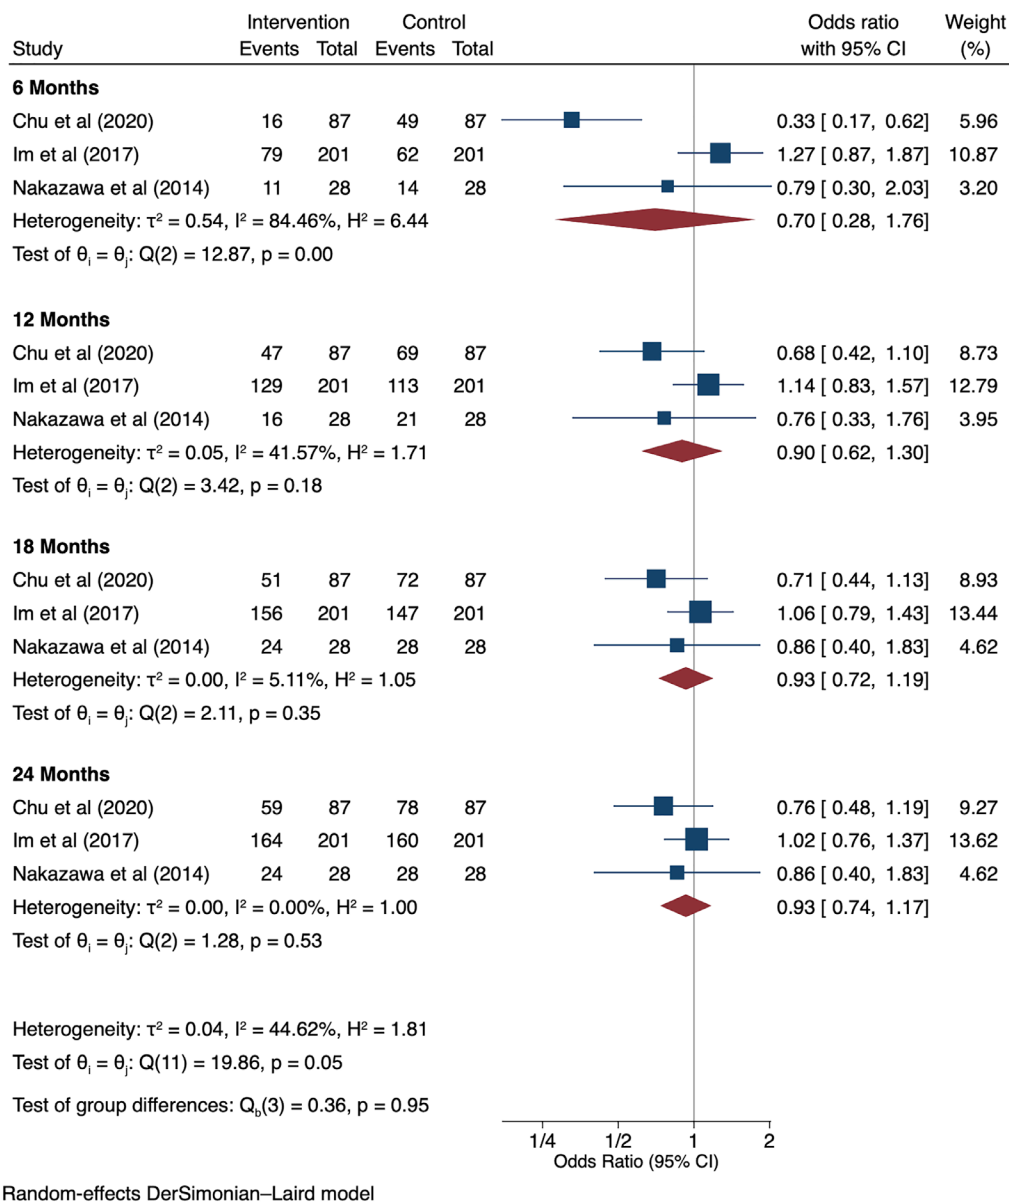 Intervention Control Odds ratio Weight
Study Events Total Events Total with 95% CI (%)
6 Months
Chu et al (2020) 16 87 49 87 0.33 [ 0.17, 0.62] 5.96
Im et al (2017) 79 201 62 201 1.27 [ 0.87, 1.87] 10.87
Nakazawa et al (2014) 11 28 14 28 0.79 [ 0.30, 2.03] 3.20
Heterogeneity: τ² = 0.54, I² = 84.46%, H² = 6.44 0.70 [ 0.28, 1.76]
Test of θᵢ = θⱼ: Q(2) = 12.87, p = 0.00
12 Months
Chu et al (2020) 47 87 69 87 0.68 [ 0.42, 1.10] 8.73
Im et al (2017) 129 201 113 201 1.14 [ 0.83, 1.57] 12.79
Nakazawa et al (2014) 16 28 21 28 0.76 [ 0.33, 1.76] 3.95
Heterogeneity: τ² = 0.05, I² = 41.57%, H² = 1.71 0.90 [ 0.62, 1.30]
Test of θᵢ = θⱼ: Q(2) = 3.42, p = 0.18
18 Months
Chu et al (2020) 51 87 72 87 0.71 [ 0.44, 1.13] 8.93
Im et al (2017) 156 201 147 201 1.06 [ 0.79, 1.43] 13.44
Nakazawa et al (2014) 24 28 28 28 0.86 [ 0.40, 1.83] 4.62
Heterogeneity: τ² = 0.00, I² = 5.11%, H² = 1.05 0.93 [ 0.72, 1.19]
Test of θᵢ = θⱼ: Q(2) = 2.11, p = 0.35
24 Months
Chu et al (2020) 59 87 78 87 0.76 [ 0.48, 1.19] 9.27
Im et al (2017) 164 201 160 201 1.02 [ 0.76, 1.37] 13.62
Nakazawa et al (2014) 24 28 28 28 0.86 [ 0.40, 1.83] 4.62
Heterogeneity: τ² = 0.00, I² = 0.00%, H² = 1.00 0.93 [ 0.74, 1.17]
Test of θᵢ = θⱼ: Q(2) = 1.28, p = 0.53
Heterogeneity: τ² = 0.04, I² = 44.62%, H² = 1.81
Test of θᵢ = θⱼ: Q(11) = 19.86, p = 0.05
Test of group differences: Q_b(3) = 0.36, p = 0.95
1/4 1/2 1 2
Odds Ratio (95% CI)
Random-effects DerSimonian–Laird model